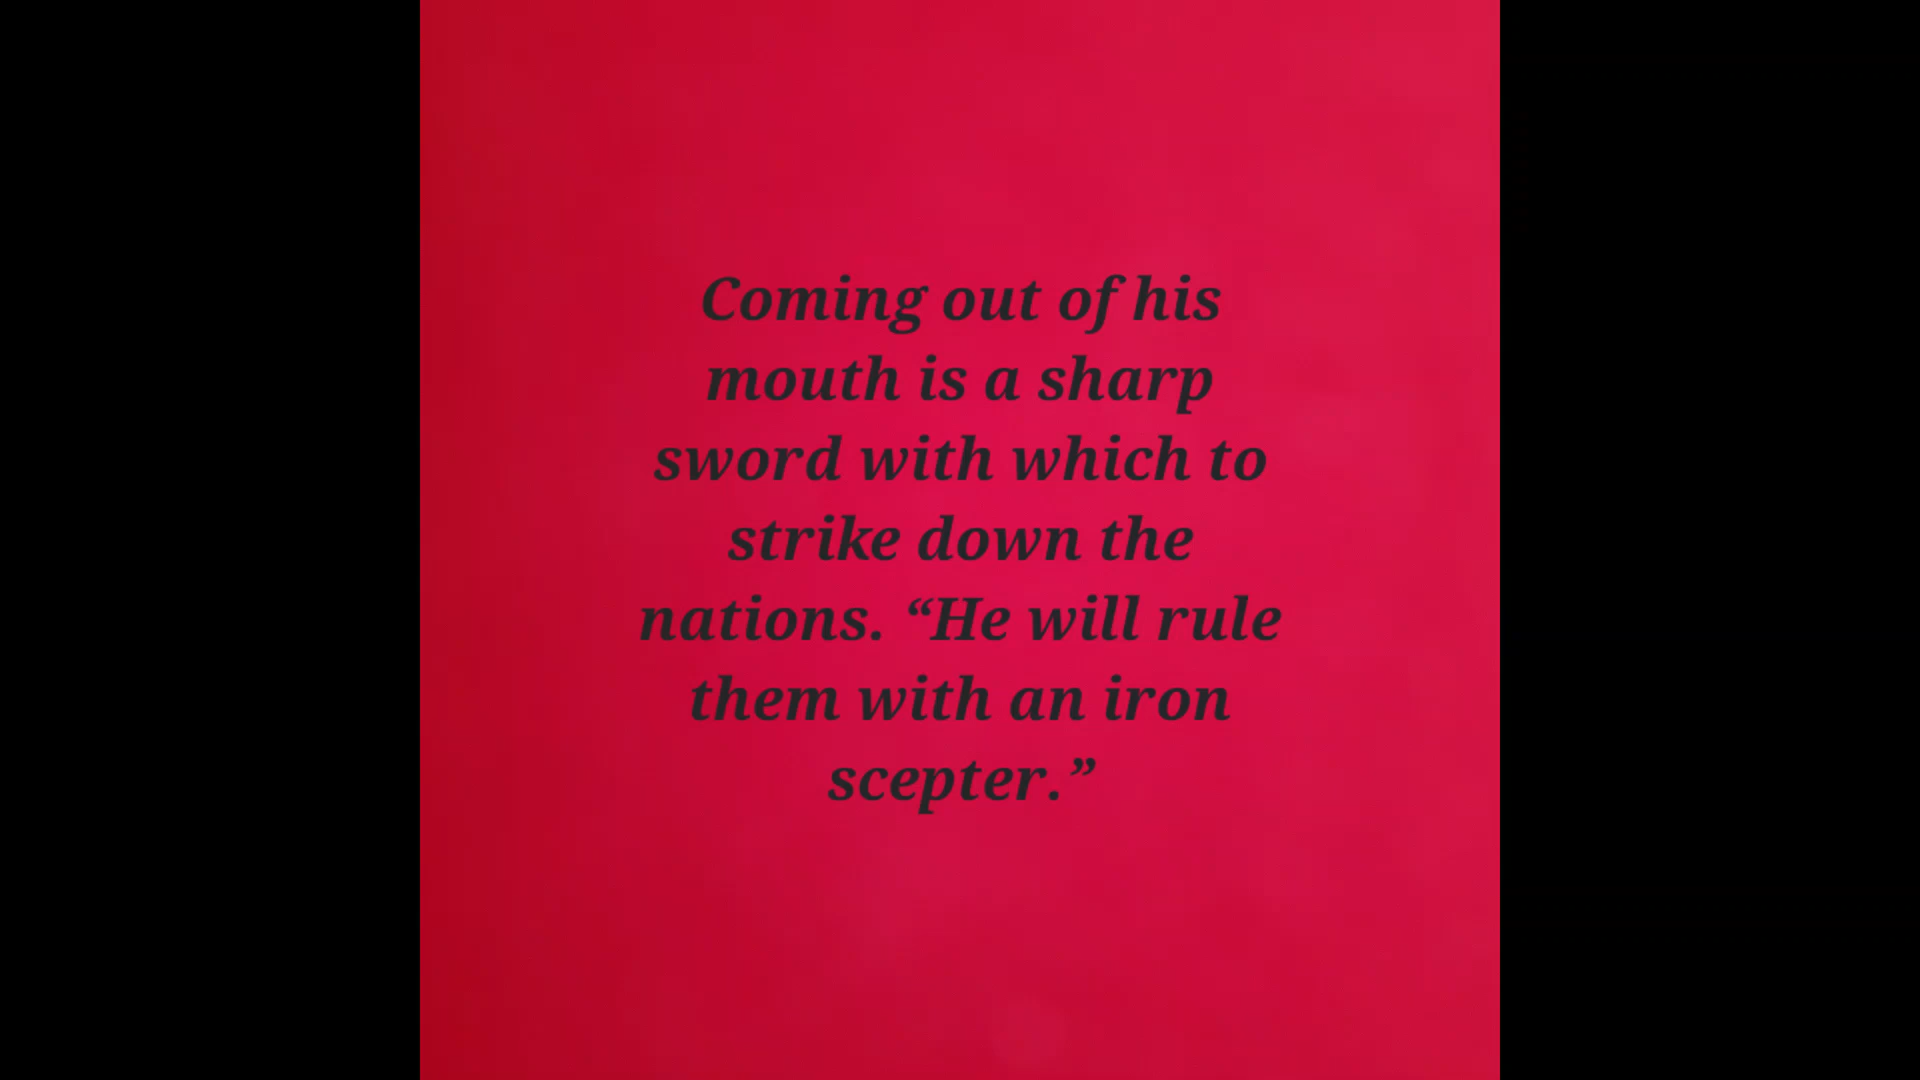 Coming out of his
mouth is a sharp
sword with which to
strike down the
nations. “He will rule
them with an iron
scepter.”